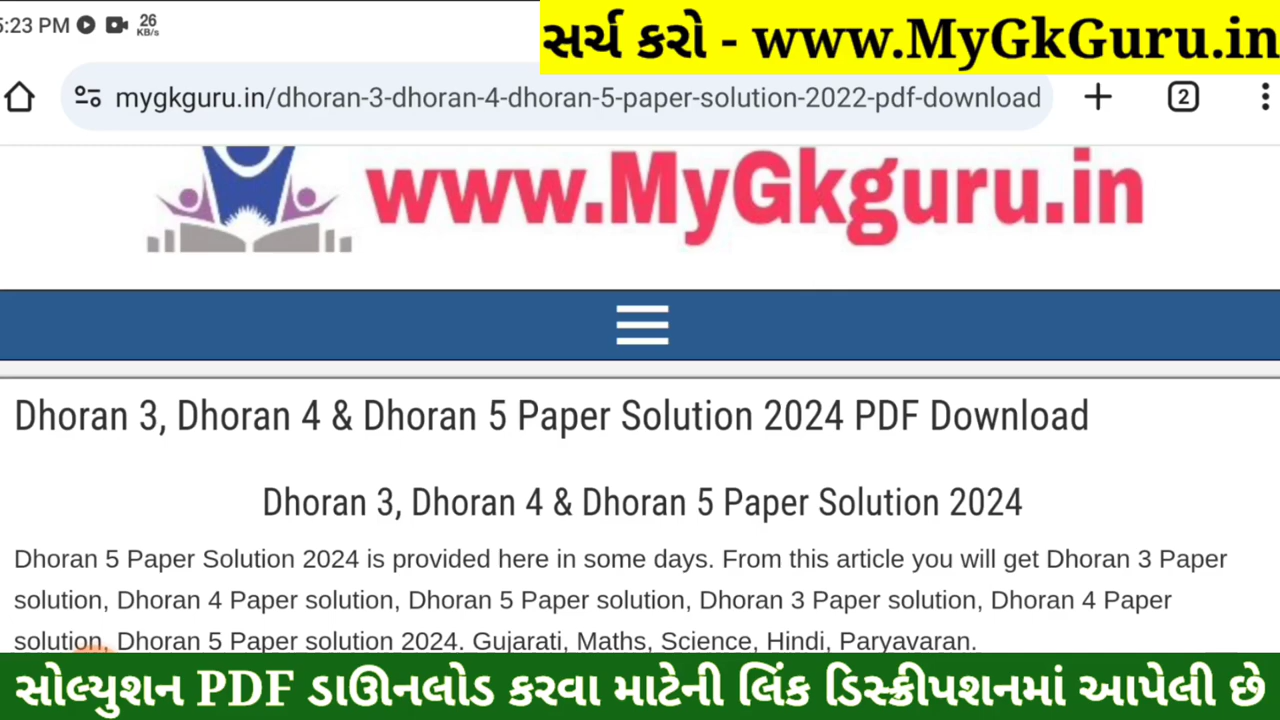 5:23 PM 26 KB/s
સર્ચ કરો - www.MyGkGuru.in
mygkguru.in/dhoran-3-dhoran-4-dhoran-5-paper-solution-2022-pdf-download 2
www.MyGkguru.in
Dhoran 3, Dhoran 4 & Dhoran 5 Paper Solution 2024 PDF Download
Dhoran 3, Dhoran 4 & Dhoran 5 Paper Solution 2024
Dhoran 5 Paper Solution 2024 is provided here in some days. From this article you will get Dhoran 3 Paper
solution, Dhoran 4 Paper solution, Dhoran 5 Paper solution, Dhoran 3 Paper solution, Dhoran 4 Paper
solution, Dhoran 5 Paper solution 2024. Gujarati, Maths, Science, Hindi, Paryavaran.
સોલ્યુશન PDF ડાઊનલોડ કરવા માટેની લિંક ડિસ્ક્રીપશનમાં આપેલી છે